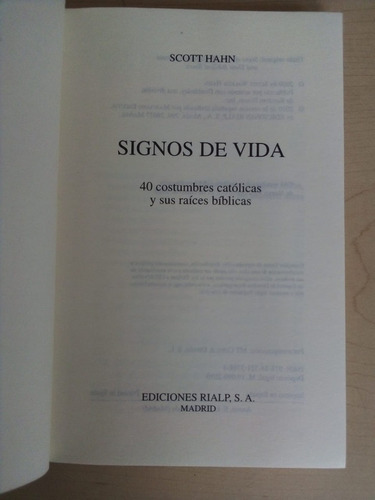 SCOTT HAHN
SIGNOS DE VIDA
40 costumbres católicas
y sus raíces bíblicas
EDICIONES RIALP, S. A.
MADRID